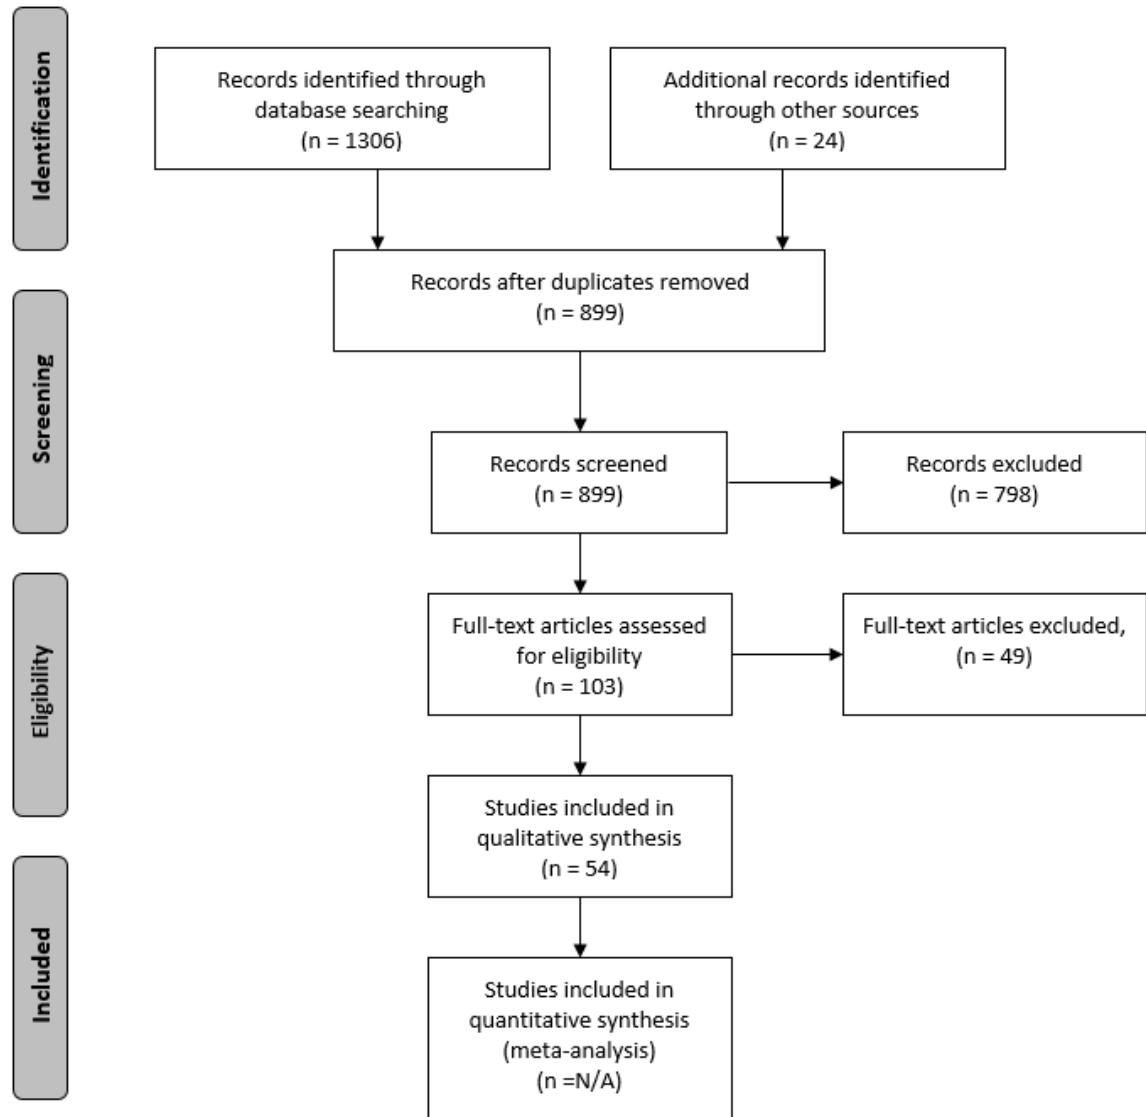 Identification
Records identified through
database searching
(n = 1306)
Additional records identified
through other sources
(n = 24)
Records after duplicates removed
(n = 899)
Screening
Records screened
(n = 899)
Records excluded
(n = 798)
Eligibility
Full-text articles assessed
for eligibility
(n = 103)
Full-text articles excluded,
(n = 49)
Studies included in
qualitative synthesis
(n = 54)
Included
Studies included in
quantitative synthesis
(meta-analysis)
(n =N/A)